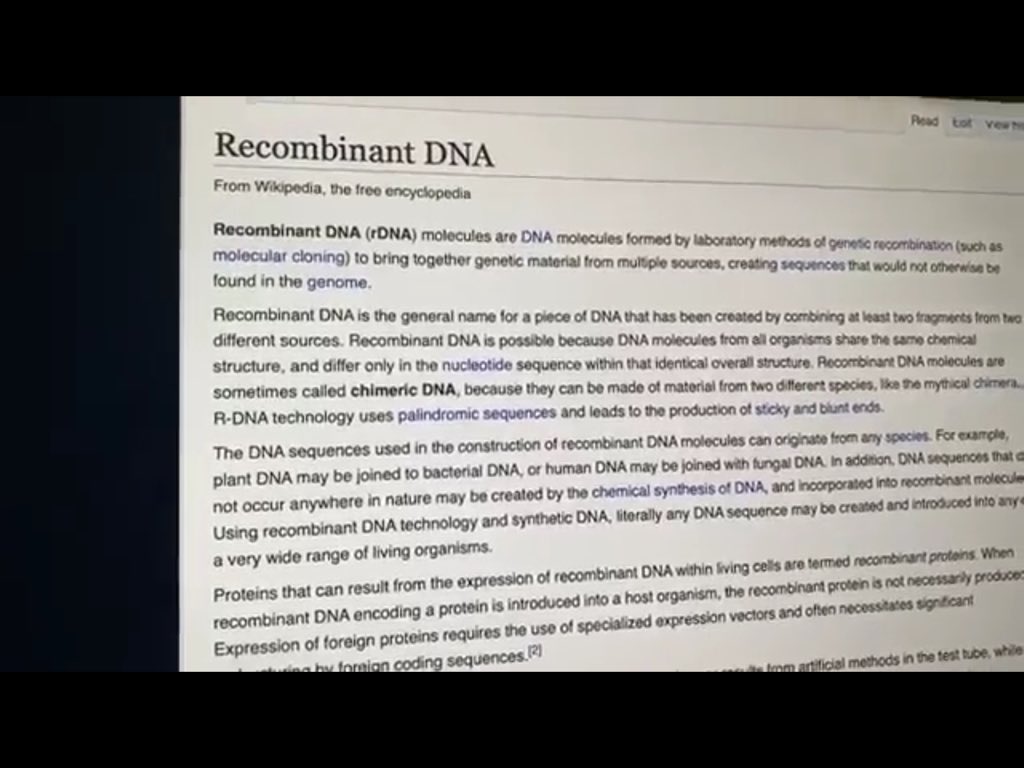 Read Edit View his
Recombinant DNA
From Wikipedia, the free encyclopedia
Recombinant DNA (rDNA) molecules are DNA molecules formed by laboratory methods of genetic recombination (such as
molecular cloning) to bring together genetic material from multiple sources, creating sequences that would not otherwise be
found in the genome.
Recombinant DNA is the general name for a piece of DNA that has been created by combining at least two fragments from two
different sources. Recombinant DNA is possible because DNA molecules from all organisms share the same chemical
structure, and differ only in the nucleotide sequence within that identical overall structure. Recombinant DNA molecules are
sometimes called chimeric DNA, because they can be made of material from two different species, like the mythical chimera.
R-DNA technology uses palindromic sequences and leads to the production of sticky and blunt ends.
The DNA sequences used in the construction of recombinant DNA molecules can originate from any species. For example,
plant DNA may be joined to bacterial DNA, or human DNA may be joined with fungal DNA. In addition, DNA sequences that
not occur anywhere in nature may be created by the chemical synthesis of DNA, and incorporated into recombinant
Using recombinant DNA technology and synthetic DNA, literally any DNA sequence may be created and introduced into any
a very wide range of living organisms.
Proteins that can result from the expression of recombinant DNA within living cells are termed recombinant proteins. When
recombinant DNA encoding a protein is introduced into a host organism, the recombinant protein is not necessarily produced
Expression of foreign proteins requires the use of specialized expression vectors and often necessitates significant
by foreign coding sequences.[2]
from artificial methods in the test tube, while